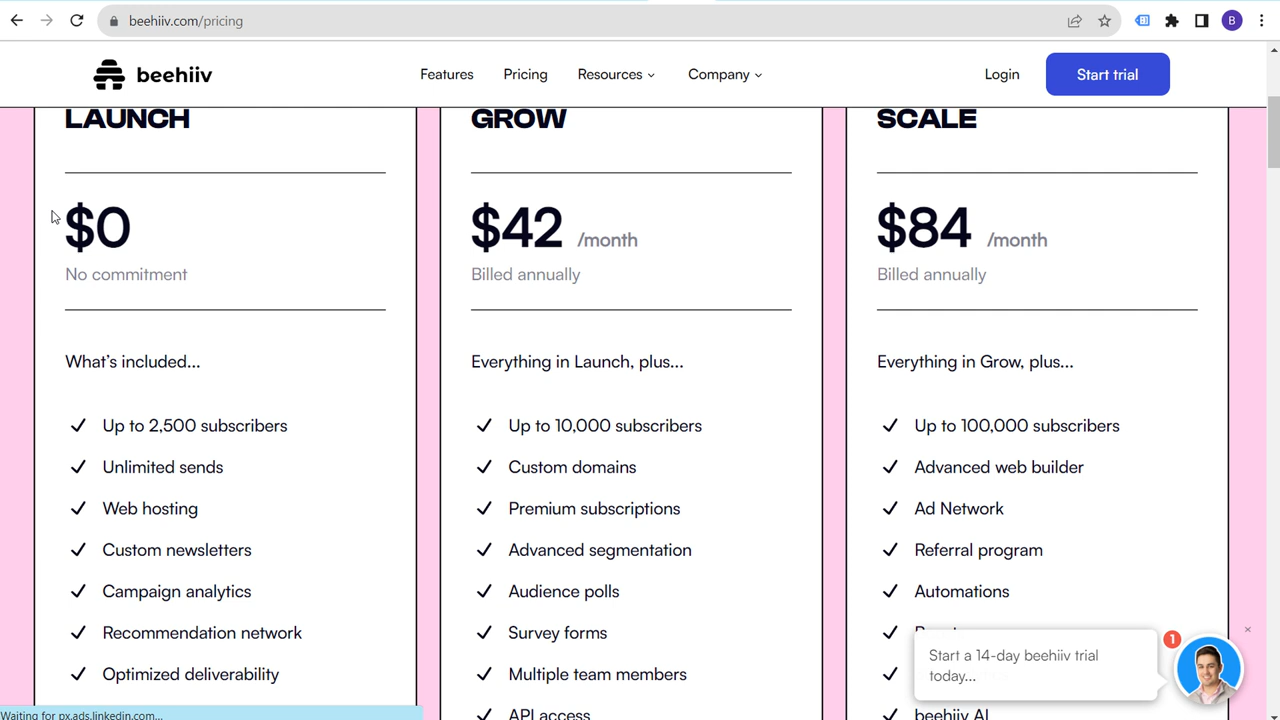 beehiiv.com/pricing
B
beehiiv
Features
Pricing
Resources
Company
Login
Start trial
LAUNCH
$0
No commitment
What's included...
Up to 2,500 subscribers
Unlimited sends
Web hosting
Custom newsletters
Campaign analytics
Recommendation network
Optimized deliverability
GROW
$42 /month
Billed annually
Everything in Launch, plus...
Up to 10,000 subscribers
Custom domains
Premium subscriptions
Advanced segmentation
Audience polls
Survey forms
Multiple team members
API access
SCALE
$84 /month
Billed annually
Everything in Grow, plus...
Up to 100,000 subscribers
Advanced web builder
Ad Network
Referral program
Automations
beehiiv AI
Start a 14-day beehiiv trial
today...
1
Waiting for px.ads.linkedin.com...